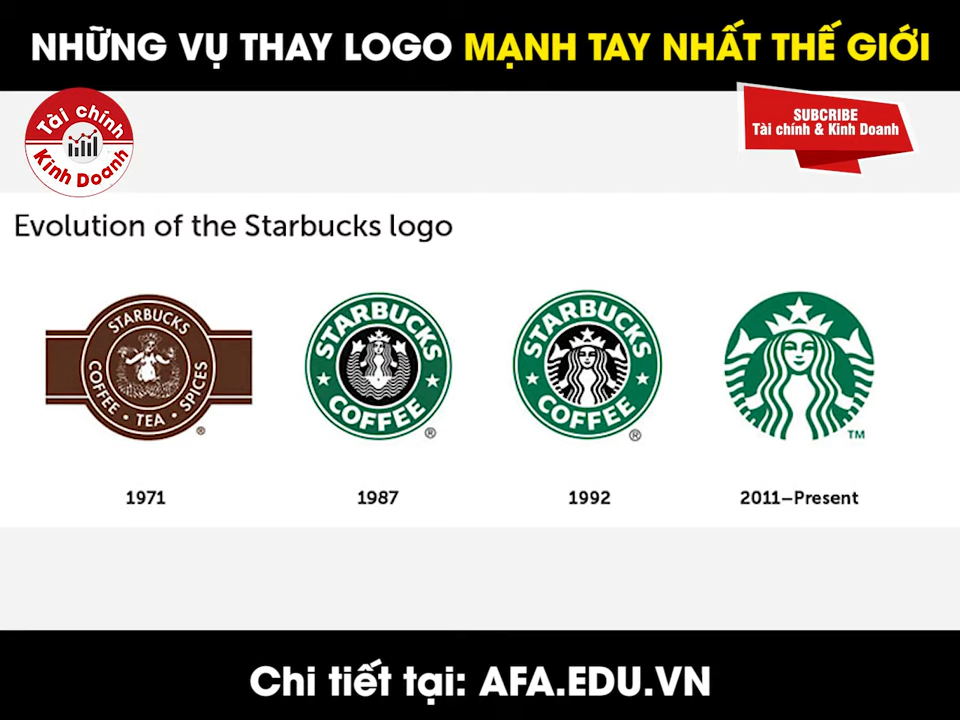 NHỮNG VỤ THAY LOGO MẠNH TAY NHẤT THẾ GIỚI
Tài chính
Kinh Doanh
SUBCRIBE
Tài chính & Kinh Doanh
Evolution of the Starbucks logo
STARBUCKS
COFFEE • TEA • SPICES
®
STARBUCKS
COFFEE
®
STARBUCKS
COFFEE
®
TM
1971
1987
1992
2011–Present
Chi tiết tại: AFA.EDU.VN